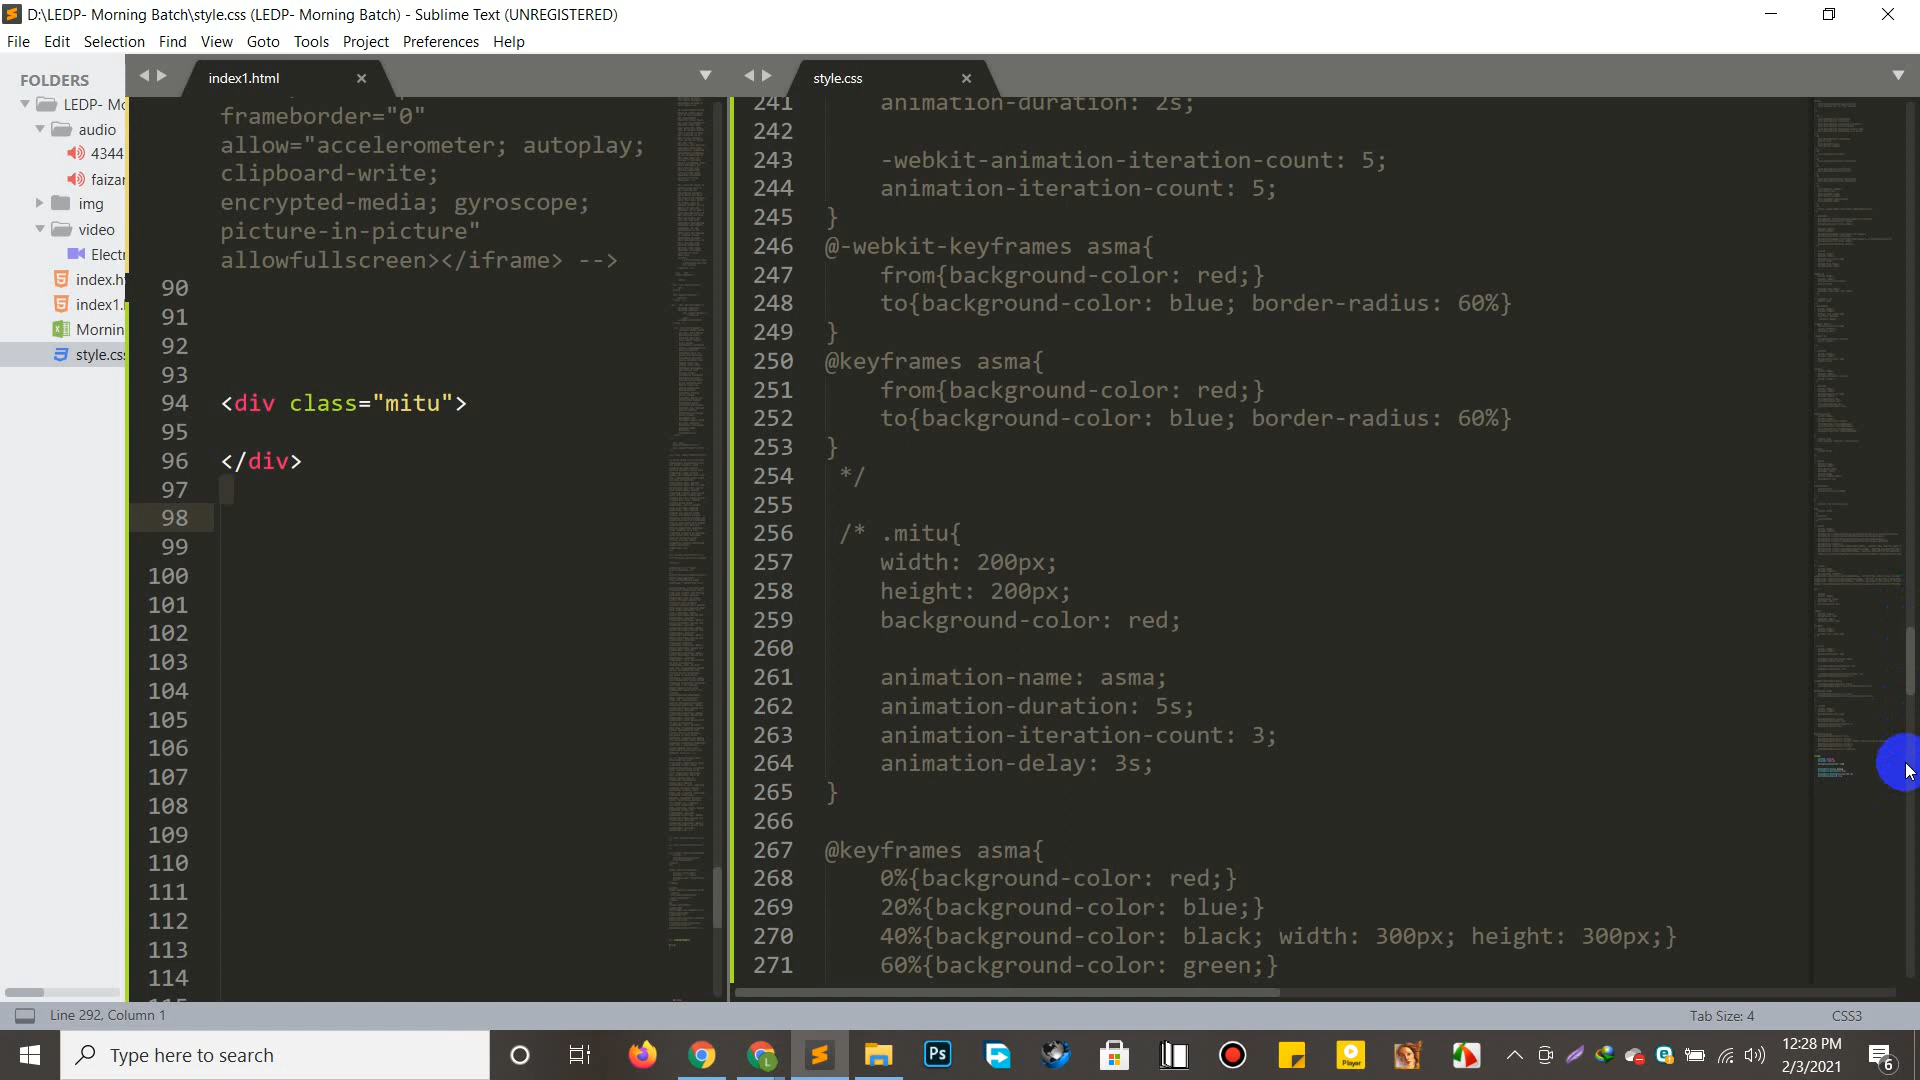 D:\LEDP- Morning Batch\style.css (LEDP- Morning Batch) - Sublime Text (UNREGISTERED)
File Edit Selection Find View Goto Tools Project Preferences Help
FOLDERS
LEDP- Mo
audio
4344
faizan
img
video
Electr
index.h
index1.
Mornin
style.css
index1.html
frameborder="0"
allow="accelerometer; autoplay;
clipboard-write;
encrypted-media; gyroscope;
picture-in-picture"
allowfullscreen></iframe> -->
90
91
92
93
94 <div class="mitu">
95
96 </div>
97
98
99
100
101
102
103
104
105
106
107
108
109
110
111
112
113
114
style.css
241 animation-duration: 2s;
242
243 -webkit-animation-iteration-count: 5;
244 animation-iteration-count: 5;
245 }
246 @-webkit-keyframes asma{
247 from{background-color: red;}
248 to{background-color: blue; border-radius: 60%}
249 }
250 @keyframes asma{
251 from{background-color: red;}
252 to{background-color: blue; border-radius: 60%}
253 }
254 */
255
256 /* .mitu{
257 width: 200px;
258 height: 200px;
259 background-color: red;
260
261 animation-name: asma;
262 animation-duration: 5s;
263 animation-iteration-count: 3;
264 animation-delay: 3s;
265 }
266
267 @keyframes asma{
268 0%{background-color: red;}
269 20%{background-color: blue;}
270 40%{background-color: black; width: 300px; height: 300px;}
271 60%{background-color: green;}
Line 292, Column 1
Tab Size: 4
CSS3
Type here to search
Ps
Player
12:28 PM
2/3/2021
6